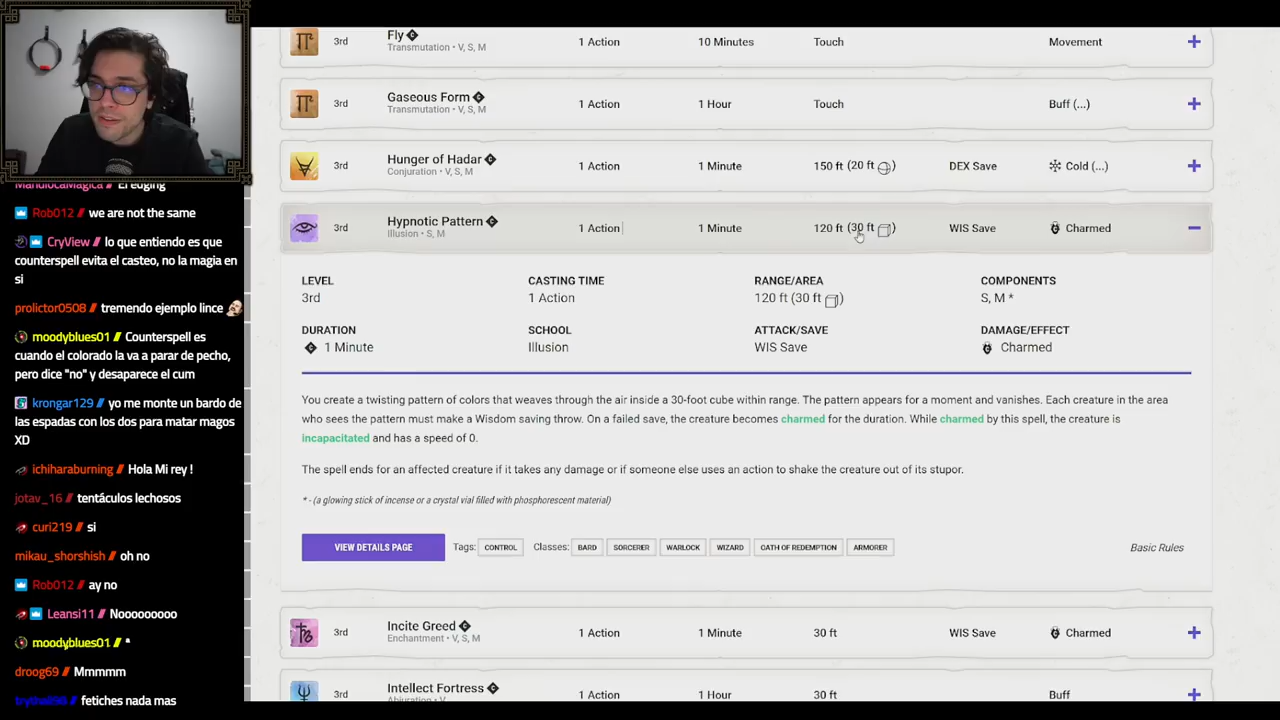 MandiocaMagica // El edging
Rob012 // we are not the same
CryView // lo que entiendo es que
counterspell evita el casteo, no la magia en
si
prolictor0508 // tremendo ejemplo lince
moodyblues01 // Counterspell es
cuando el colorado la va a parar de pecho,
pero dice "no" y desaparece el cum
krongar129 // yo me monte un bardo de
las espadas con los dos para matar magos
XD
ichiharaburning // Hola Mi rey !
jotav_16 // tentáculos lechosos
curi219 // si
mikau_shorshish // oh no
Rob012 // ay no
Leansi11 // Nooooooooo
moodyblues01 // *
droog69 // Mmmmm
// fetiches nada mas
3rd Fly 1 Action 10 Minutes Touch Movement
Transmutation • V, S, M
3rd Gaseous Form 1 Action 1 Hour Touch Buff (...)
Transmutation • V, S, M
3rd Hunger of Hadar 1 Action 1 Minute 150 ft (20 ft ) DEX Save Cold (...)
Conjuration • V, S, M
3rd Hypnotic Pattern 1 Action 1 Minute 120 ft (30 ft ) WIS Save Charmed
Illusion • S, M
LEVEL CASTING TIME RANGE/AREA COMPONENTS
3rd 1 Action 120 ft (30 ft ) S, M *
DURATION SCHOOL ATTACK/SAVE DAMAGE/EFFECT
C 1 Minute Illusion WIS Save Charmed
You create a twisting pattern of colors that weaves through the air inside a 30-foot cube within range. The pattern appears for a moment and vanishes. Each creature in the area
who sees the pattern must make a Wisdom saving throw. On a failed save, the creature becomes charmed for the duration. While charmed by this spell, the creature is
incapacitated and has a speed of 0.
The spell ends for an affected creature if it takes any damage or if someone else uses an action to shake the creature out of its stupor.
* - (a glowing stick of incense or a crystal vial filled with phosphorescent material)
VIEW DETAILS PAGE Tags: CONTROL Classes: BARD SORCERER WARLOCK WIZARD OATH OF REDEMPTION ARMORER Basic Rules
3rd Incite Greed 1 Action 1 Minute 30 ft WIS Save Charmed
Enchantment • V, S, M
3rd Intellect Fortress 1 Action 1 Hour 30 ft Buff
Abjuration • V